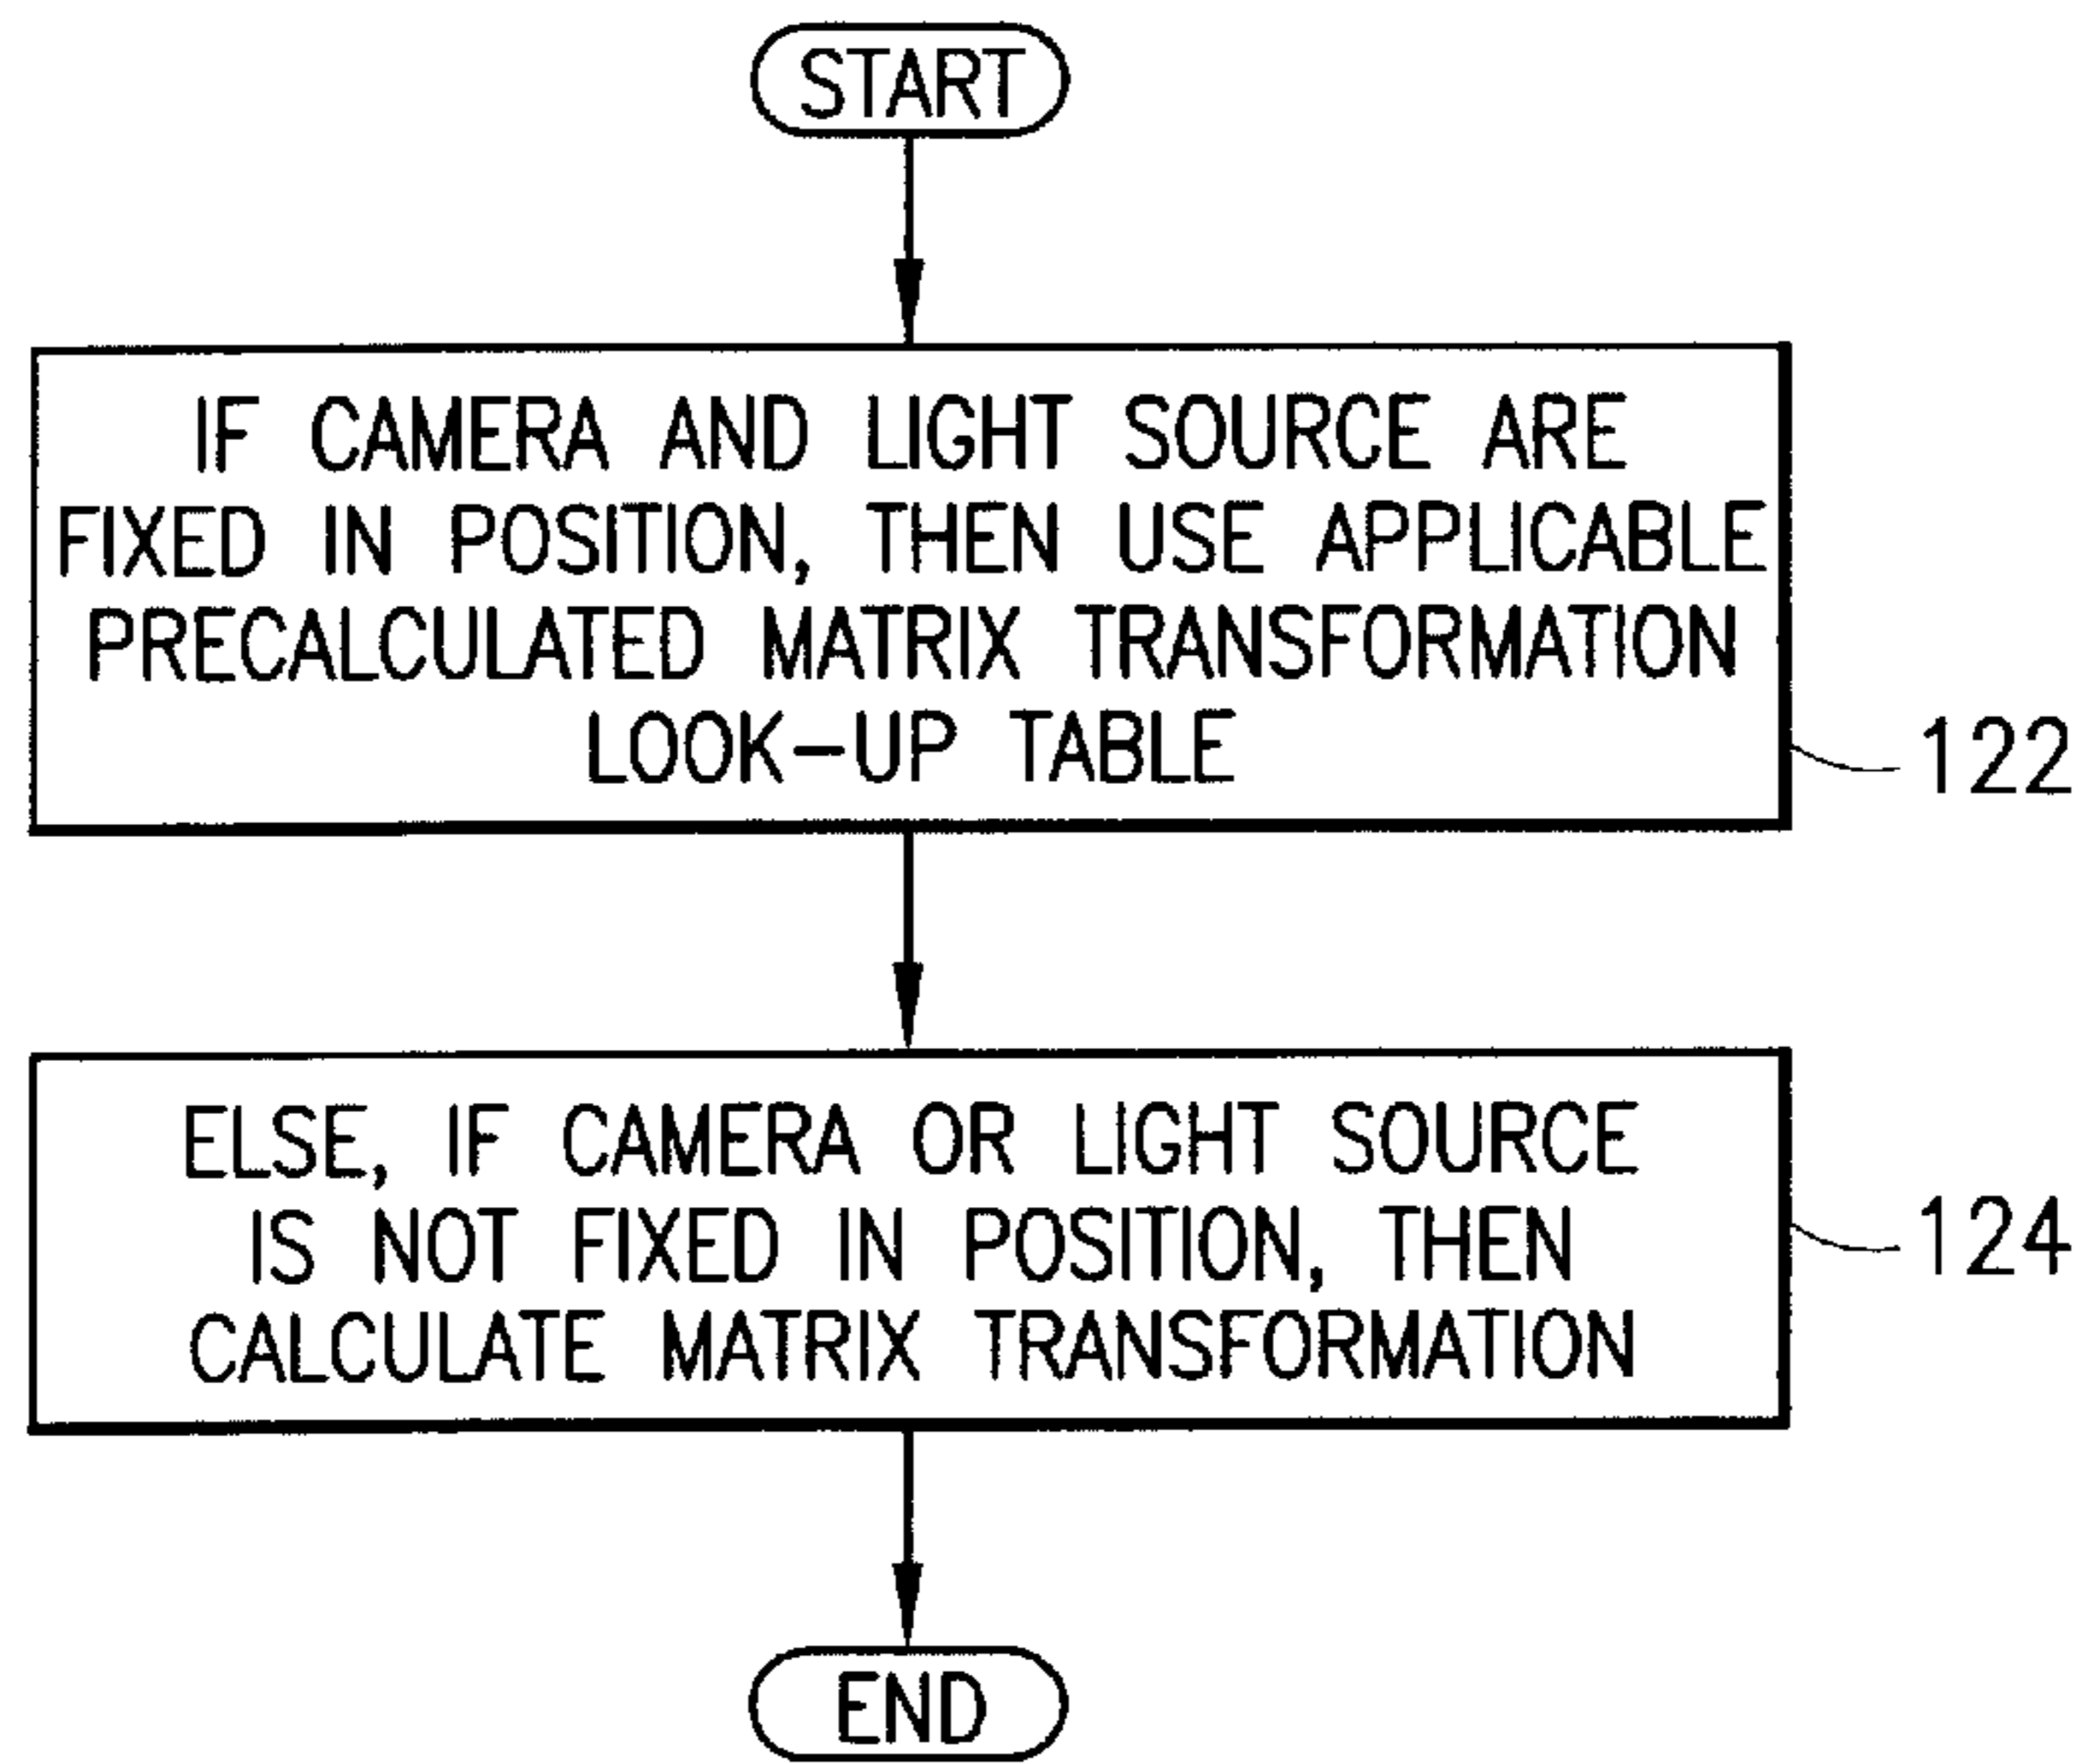 START
IF CAMERA AND LIGHT SOURCE ARE
FIXED IN POSITION, THEN USE APPLICABLE
PRECALCULATED MATRIX TRANSFORMATION
LOOK-UP TABLE
122
ELSE, IF CAMERA OR LIGHT SOURCE
IS NOT FIXED IN POSITION, THEN
CALCULATE MATRIX TRANSFORMATION
124
END